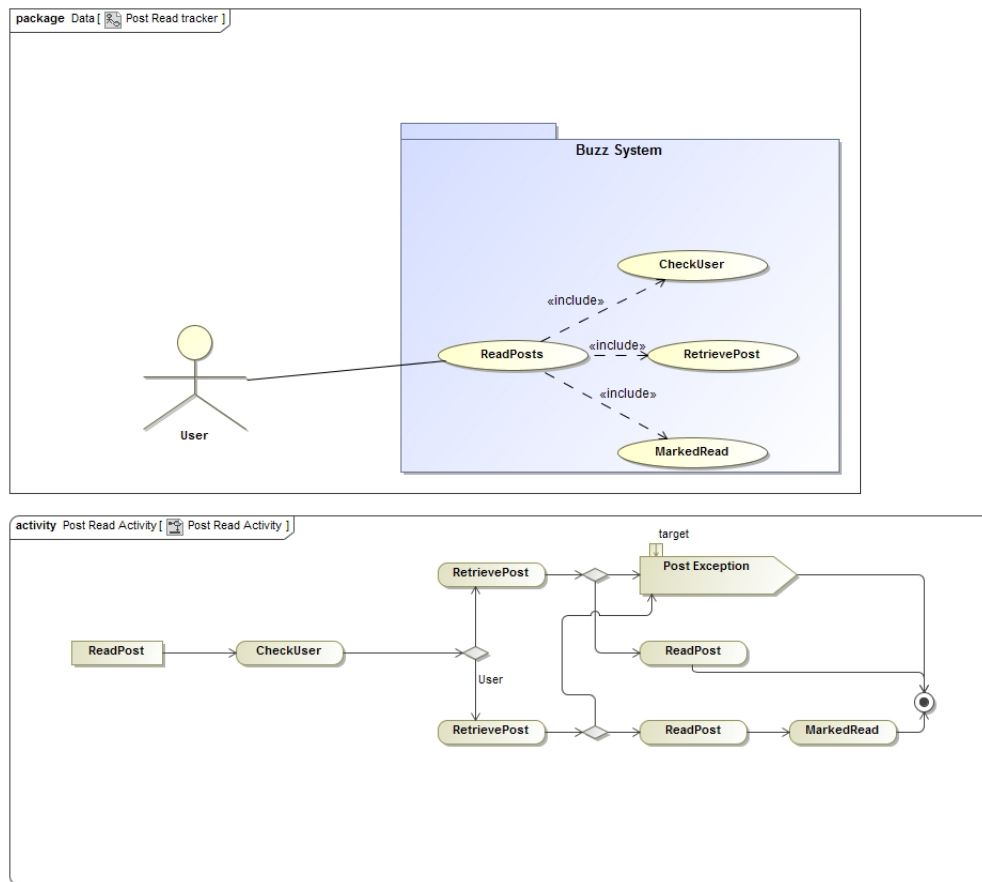 package Data [ Post Read tracker ]
Buzz System
CheckUser
«include»
ReadPosts
«include»
RetrievePost
«include»
User
MarkedRead
activity Post Read Activity [ Post Read Activity ]
target
RetrievePost
Post Exception
ReadPost
CheckUser
ReadPost
User
RetrievePost
ReadPost
MarkedRead